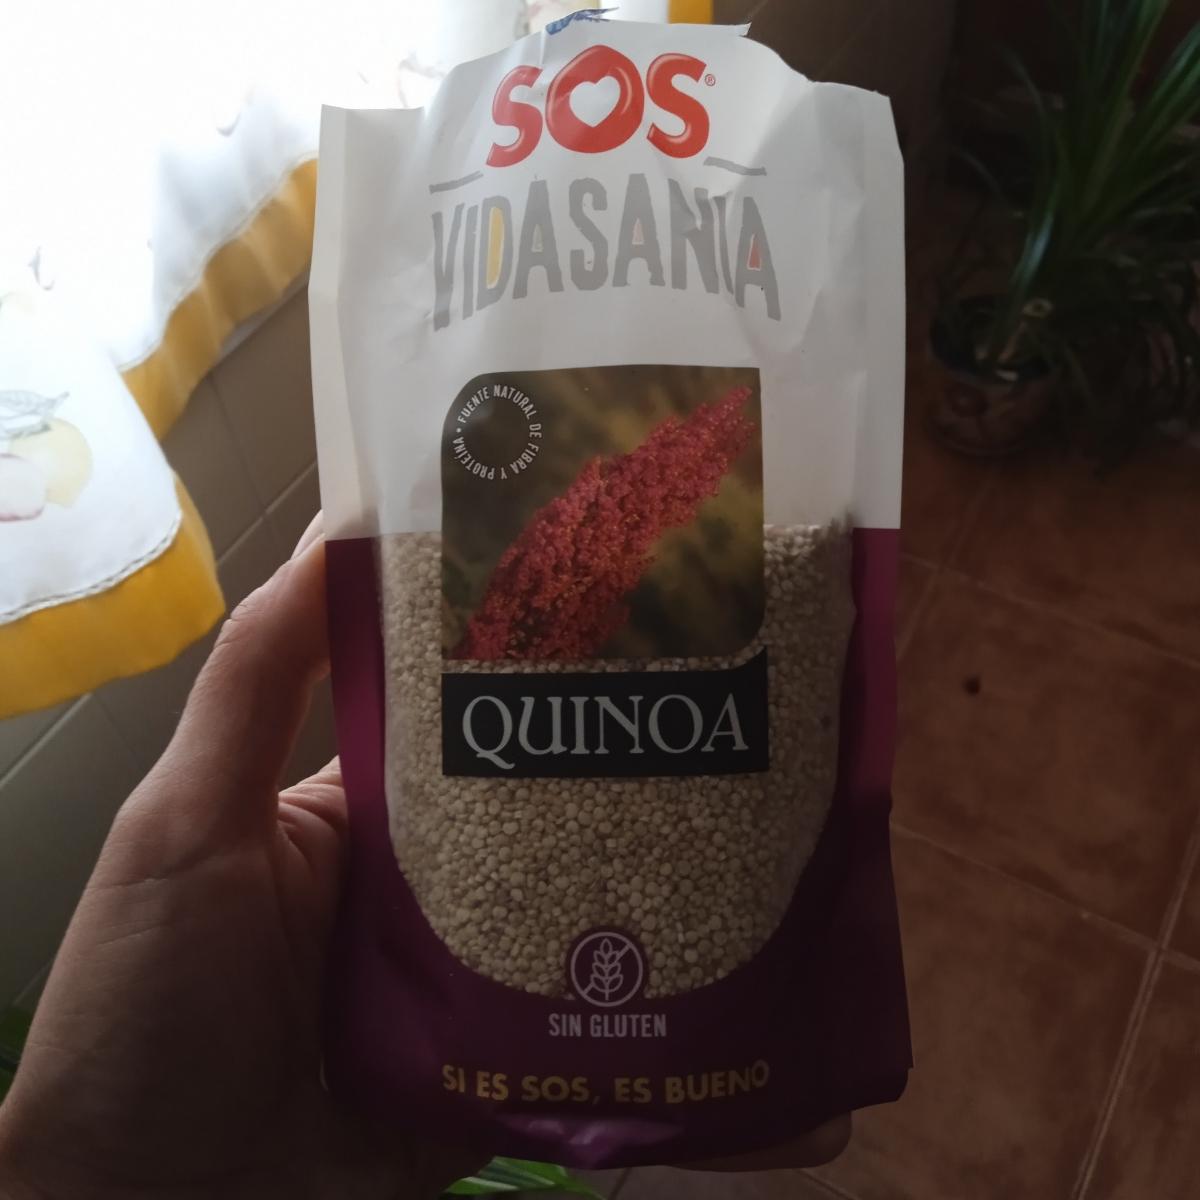 SOS®
VIDASANIA
FUENTE NATURAL DE FIBRA Y PROTEÍNA •
QUINOA
SIN GLUTEN
SI ES SOS, ES BUENO